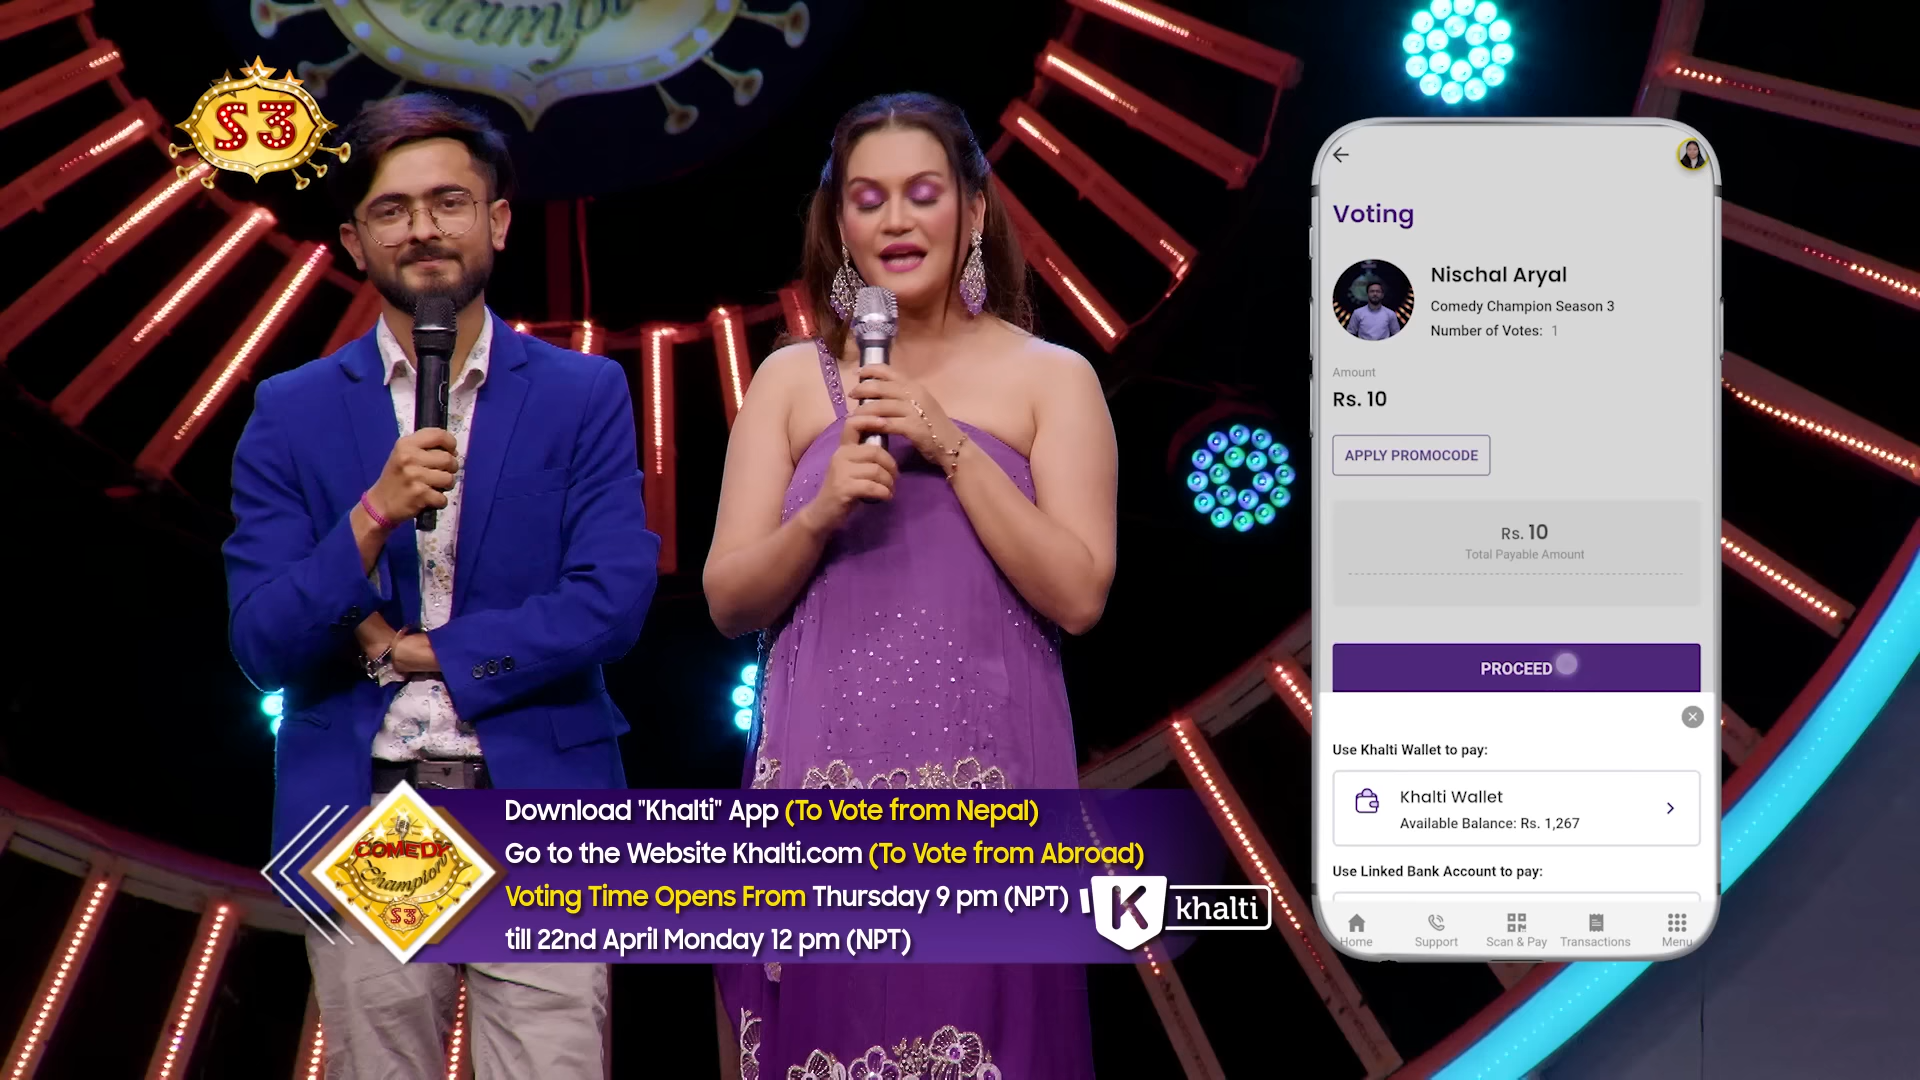 Champion
S3
Voting
Nischal Aryal
Comedy Champion Season 3
Number of Votes: 1
Amount
Rs. 10
APPLY PROMOCODE
Rs. 10
Total Payable Amount
PROCEED
Use Khalti Wallet to pay:
Khalti Wallet
Available Balance: Rs. 1,267
Use Linked Bank Account to pay:
Home Support Scan & Pay Transactions Menu
COMEDY
Champion
S3
Download "Khalti" App (To Vote from Nepal)
Go to the Website Khalti.com (To Vote from Abroad)
Voting Time Opens From Thursday 9 pm (NPT)
till 22nd April Monday 12 pm (NPT)
K khalti